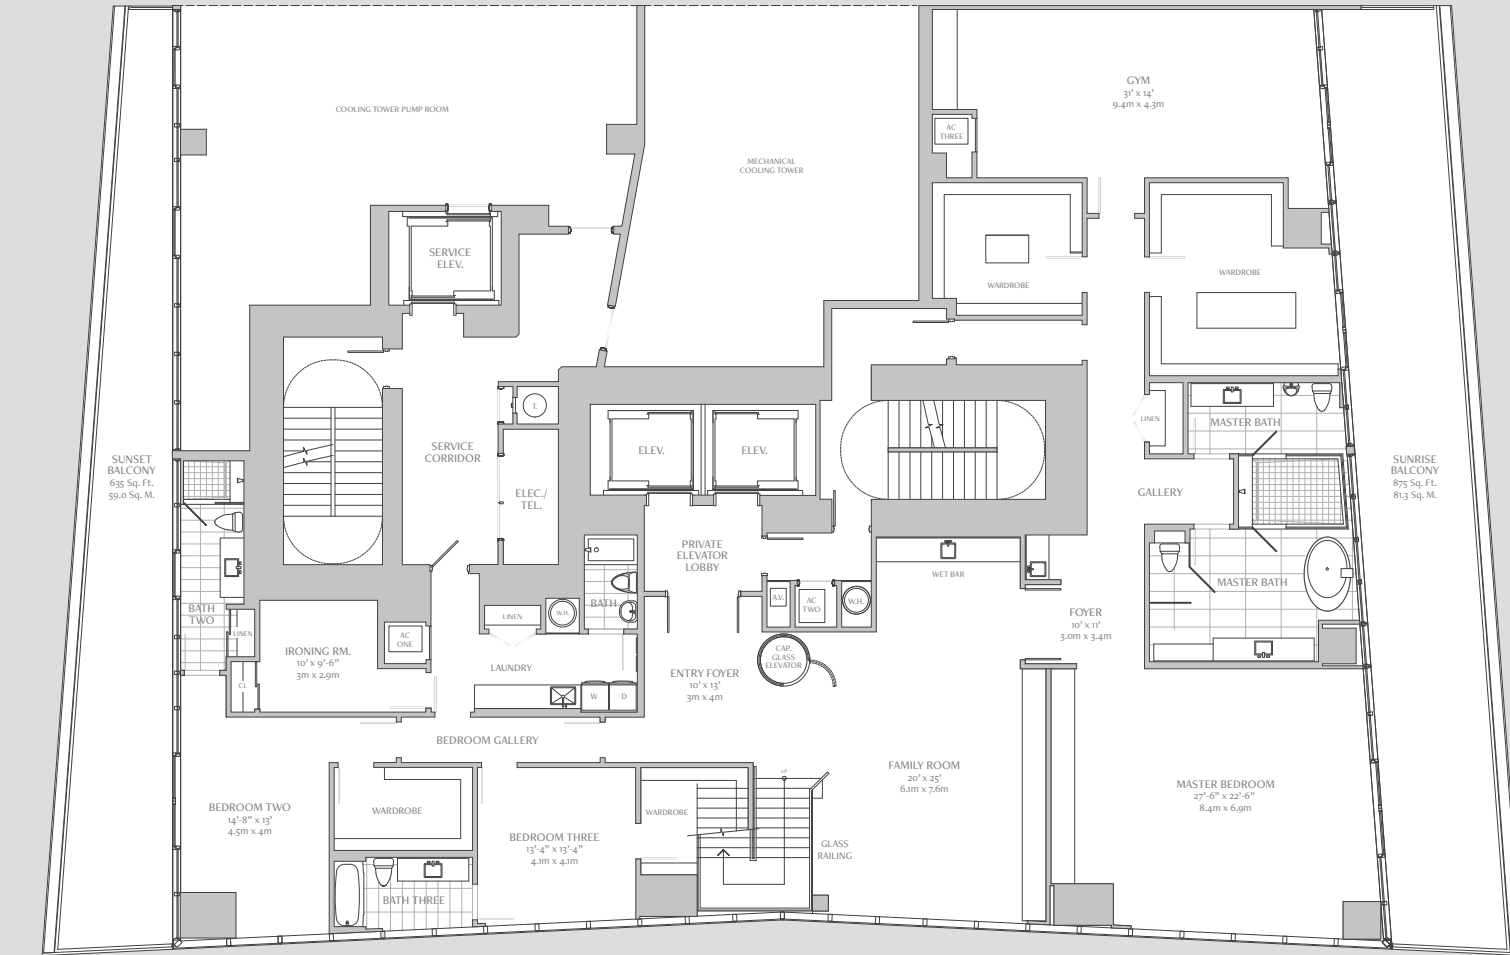 GYM
31' x 14'
9.4m x 4.3m
COOLING TOWER PUMP ROOM
AC
THREE
MECHANICAL
COOLING TOWER
SERVICE
ELEV.
WARDROBE
WARDROBE
T.
LINEN
MASTER BATH
SERVICE
CORRIDOR
ELEV.
ELEV.
SUNSET
BALCONY
635 Sq. Ft.
59.0 Sq. M.
SUNRISE
BALCONY
875 Sq. Ft.
81.3 Sq. M.
ELEC./
TEL.
GALLERY
PRIVATE
ELEVATOR
LOBBY
WET BAR
MASTER BATH
BATH
TWO
LINEN
LINEN
W.H.
BATH
A.V.
AC
TWO
W.H.
FOYER
10' x 11'
3.0m x 3.4m
AC
ONE
IRONING RM.
10' x 9'-6"
3m x 2.9m
CAP.
GLASS
ELEVATOR
LAUNDRY
CL
W
D
ENTRY FOYER
10' x 13'
3m x 4m
BEDROOM GALLERY
FAMILY ROOM
20' x 25'
6.1m x 7.6m
UP
MASTER BEDROOM
27'-6" x 22'-6"
8.4m x 6.9m
BEDROOM TWO
14'-8" x 13'
4.5m x 4m
WARDROBE
WARDROBE
BEDROOM THREE
13'-4" x 13'-4"
4.1m x 4.1m
GLASS
RAILING
BATH THREE